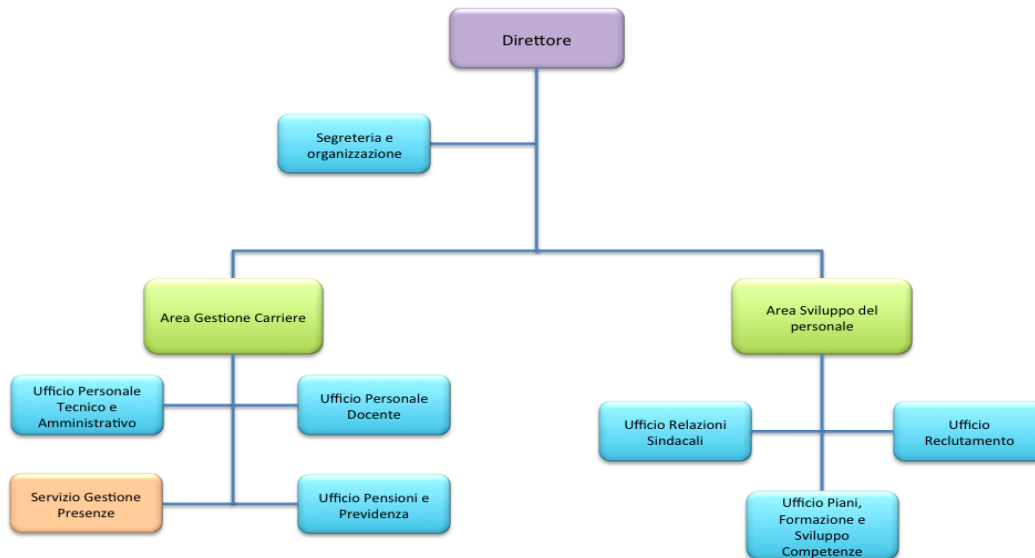 Direttore
Segreteria e
organizzazione
Area Gestione Carriere
Area Sviluppo del
personale
Ufficio Personale
Tecnico e
Amministrativo
Ufficio Personale
Docente
Ufficio Relazioni
Sindacali
Ufficio
Reclutamento
Servizio Gestione
Presenze
Ufficio Pensioni e
Previdenza
Ufficio Piani,
Formazione e
Sviluppo
Competenze